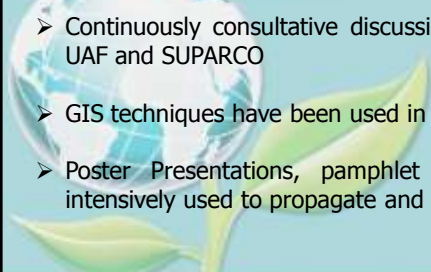 ➢ Continuously consultative discussi
UAF and SUPARCO
➢ GIS techniques have been used in
➢ Poster Presentations, pamphlet
intensively used to propagate and